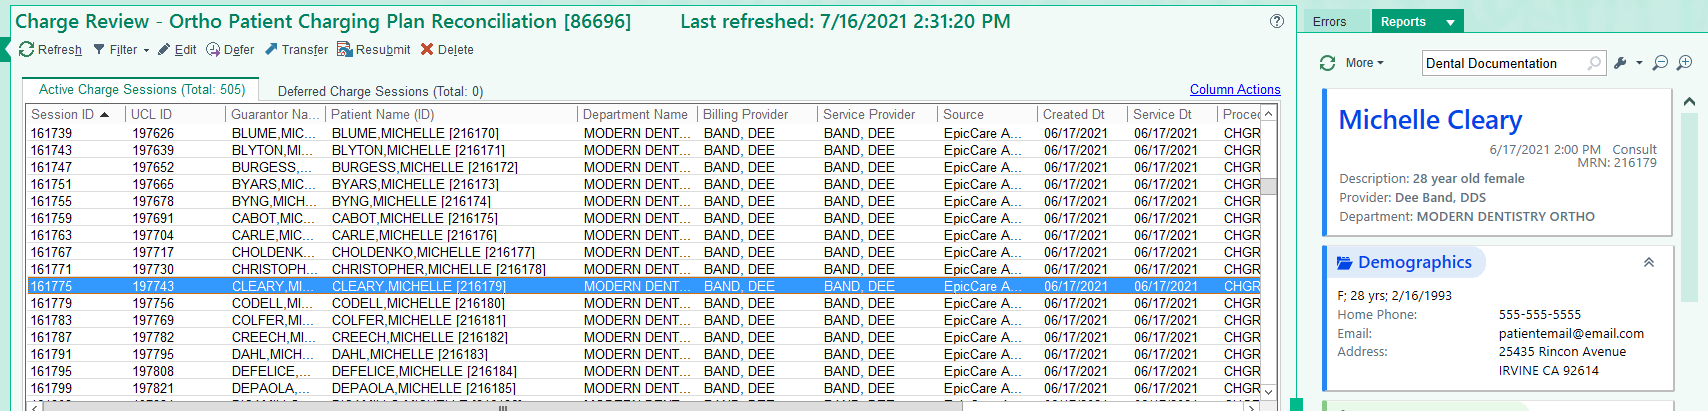 Charge Review - Ortho Patient Charging Plan Reconciliation [86696] Last refreshed: 7/16/2021 2:31:20 PM
Refresh Filter Edit Defer Transfer Resubmit Delete
Active Charge Sessions (Total: 505) Deferred Charge Sessions (Total: 0) Column Actions
Session ID UCL ID Guarantor Na... Patient Name (ID) Department Name Billing Provider Service Provider Source Created Dt Service Dt Proced
161739 197626 BLUME,MIC... BLUME,MICHELLE [216170] MODERN DENT... BAND, DEE BAND, DEE EpicCare A... 06/17/2021 06/17/2021 CHGR
161743 197639 BLYTON,MI... BLYTON,MICHELLE [216171] MODERN DENT... BAND, DEE BAND, DEE EpicCare A... 06/17/2021 06/17/2021 CHGR
161747 197652 BURGESS,... BURGESS,MICHELLE [216172] MODERN DENT... BAND, DEE BAND, DEE EpicCare A... 06/17/2021 06/17/2021 CHGR
161751 197665 BYARS,MIC... BYARS,MICHELLE [216173] MODERN DENT... BAND, DEE BAND, DEE EpicCare A... 06/17/2021 06/17/2021 CHGR
161755 197678 BYNG,MICH... BYNG,MICHELLE [216174] MODERN DENT... BAND, DEE BAND, DEE EpicCare A... 06/17/2021 06/17/2021 CHGR
161759 197691 CABOT,MIC... CABOT,MICHELLE [216175] MODERN DENT... BAND, DEE BAND, DEE EpicCare A... 06/17/2021 06/17/2021 CHGR
161763 197704 CARLE,MIC... CARLE,MICHELLE [216176] MODERN DENT... BAND, DEE BAND, DEE EpicCare A... 06/17/2021 06/17/2021 CHGR
161767 197717 CHOLDENK... CHOLDENKO,MICHELLE [216177] MODERN DENT... BAND, DEE BAND, DEE EpicCare A... 06/17/2021 06/17/2021 CHGR
161771 197730 CHRISTOPH... CHRISTOPHER,MICHELLE [216178] MODERN DENT... BAND, DEE BAND, DEE EpicCare A... 06/17/2021 06/17/2021 CHGR
161775 197743 CLEARY,MI... CLEARY,MICHELLE [216179] MODERN DENT... BAND, DEE BAND, DEE EpicCare A... 06/17/2021 06/17/2021 CHGR
161779 197756 CODELL,MI... CODELL,MICHELLE [216180] MODERN DENT... BAND, DEE BAND, DEE EpicCare A... 06/17/2021 06/17/2021 CHGR
161783 197769 COLFER,MI... COLFER,MICHELLE [216181] MODERN DENT... BAND, DEE BAND, DEE EpicCare A... 06/17/2021 06/17/2021 CHGR
161787 197782 CREECH,MI... CREECH,MICHELLE [216182] MODERN DENT... BAND, DEE BAND, DEE EpicCare A... 06/17/2021 06/17/2021 CHGR
161791 197795 DAHL,MICH... DAHL,MICHELLE [216183] MODERN DENT... BAND, DEE BAND, DEE EpicCare A... 06/17/2021 06/17/2021 CHGR
161795 197808 DEFELICE,... DEFELICE,MICHELLE [216184] MODERN DENT... BAND, DEE BAND, DEE EpicCare A... 06/17/2021 06/17/2021 CHGR
161799 197821 DEPAOLA,... DEPAOLA,MICHELLE [216185] MODERN DENT... BAND, DEE BAND, DEE EpicCare A... 06/17/2021 06/17/2021 CHGR
Errors Reports
More Dental Documentation
Michelle Cleary
6/17/2021 2:00 PM Consult
MRN: 216179
Description: 28 year old female
Provider: Dee Band, DDS
Department: MODERN DENTISTRY ORTHO
Demographics
F; 28 yrs; 2/16/1993
Home Phone: 555-555-5555
Email: patientemail@email.com
Address: 25435 Rincon Avenue
IRVINE CA 92614